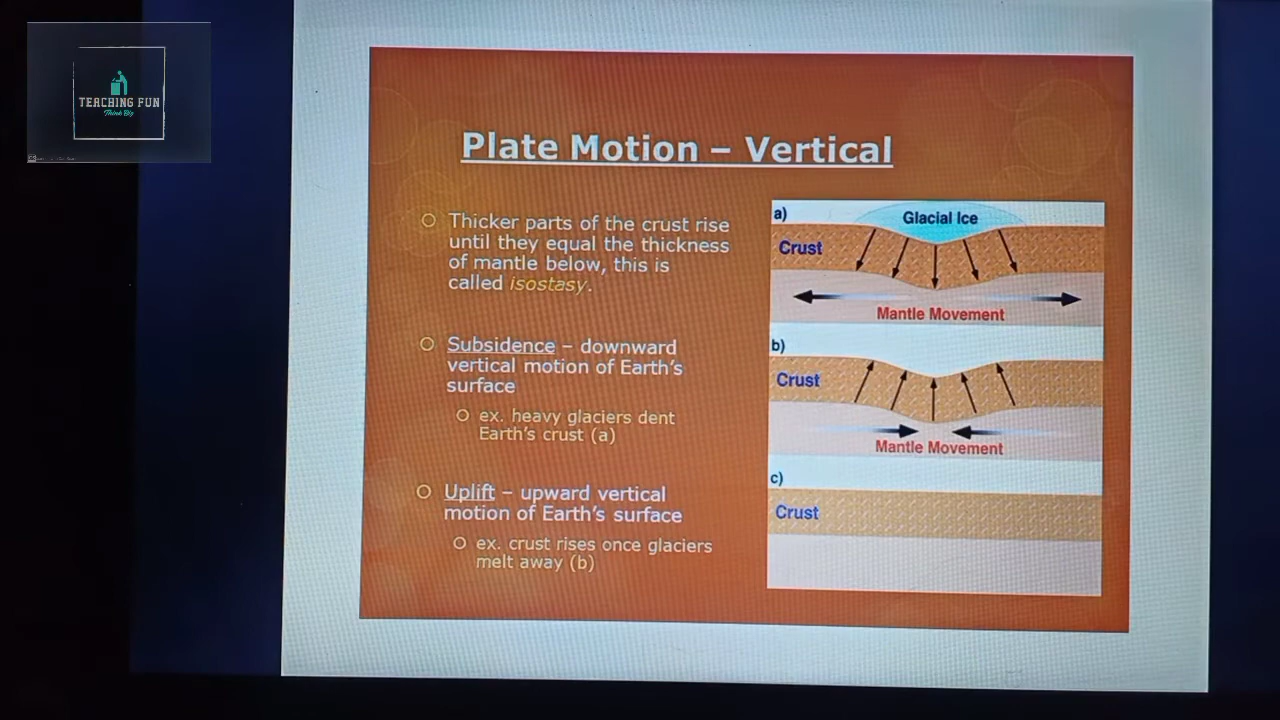 TEACHING FUN
Think Big
Plate Motion – Vertical
Thicker parts of the crust rise
until they equal the thickness
of mantle below, this is
called isostasy.
Subsidence – downward
vertical motion of Earth's
surface
ex. heavy glaciers dent
Earth's crust (a)
Uplift – upward vertical
motion of Earth's surface
ex. crust rises once glaciers
melt away (b)
a)
Glacial Ice
Crust
Mantle Movement
b)
Crust
Mantle Movement
c)
Crust